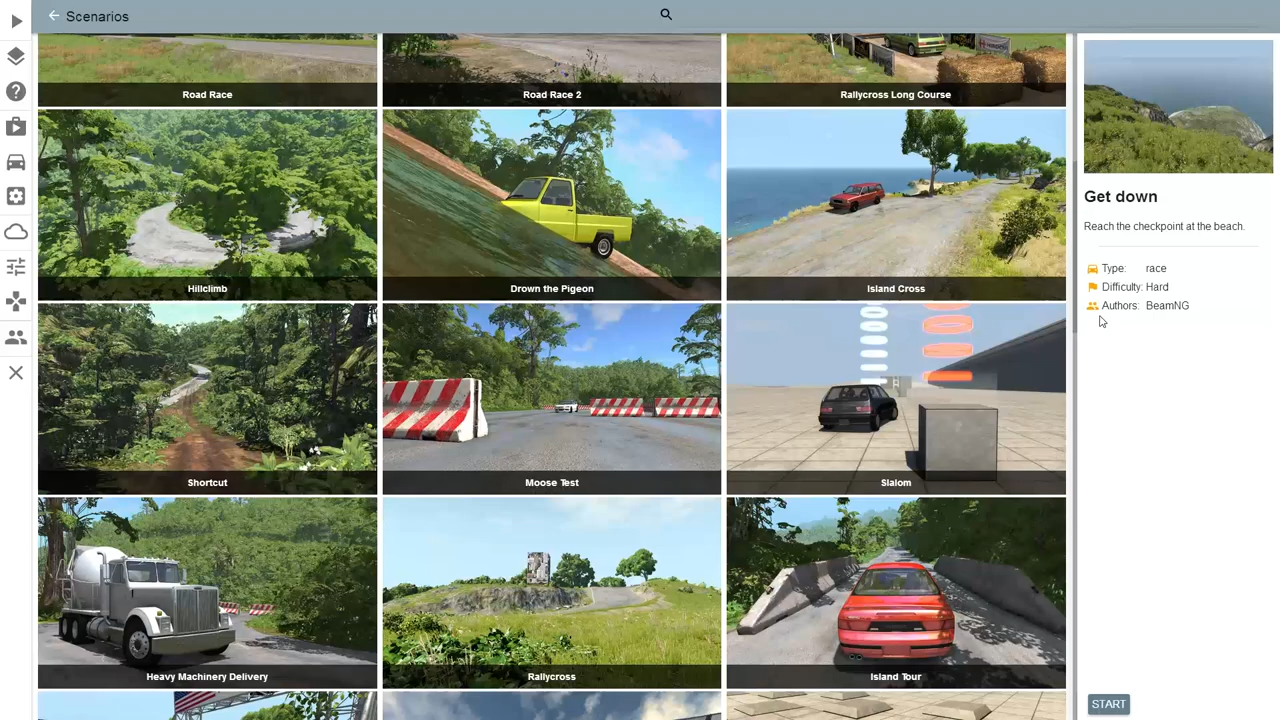 Scenarios
Road Race
Road Race 2
Rallycross Long Course
Hillclimb
Drown the Pigeon
Island Cross
Shortcut
Moose Test
Slalom
Heavy Machinery Delivery
Rallycross
Island Tour
Get down
Reach the checkpoint at the beach.
Type: race
Difficulty: Hard
Authors: BeamNG
START